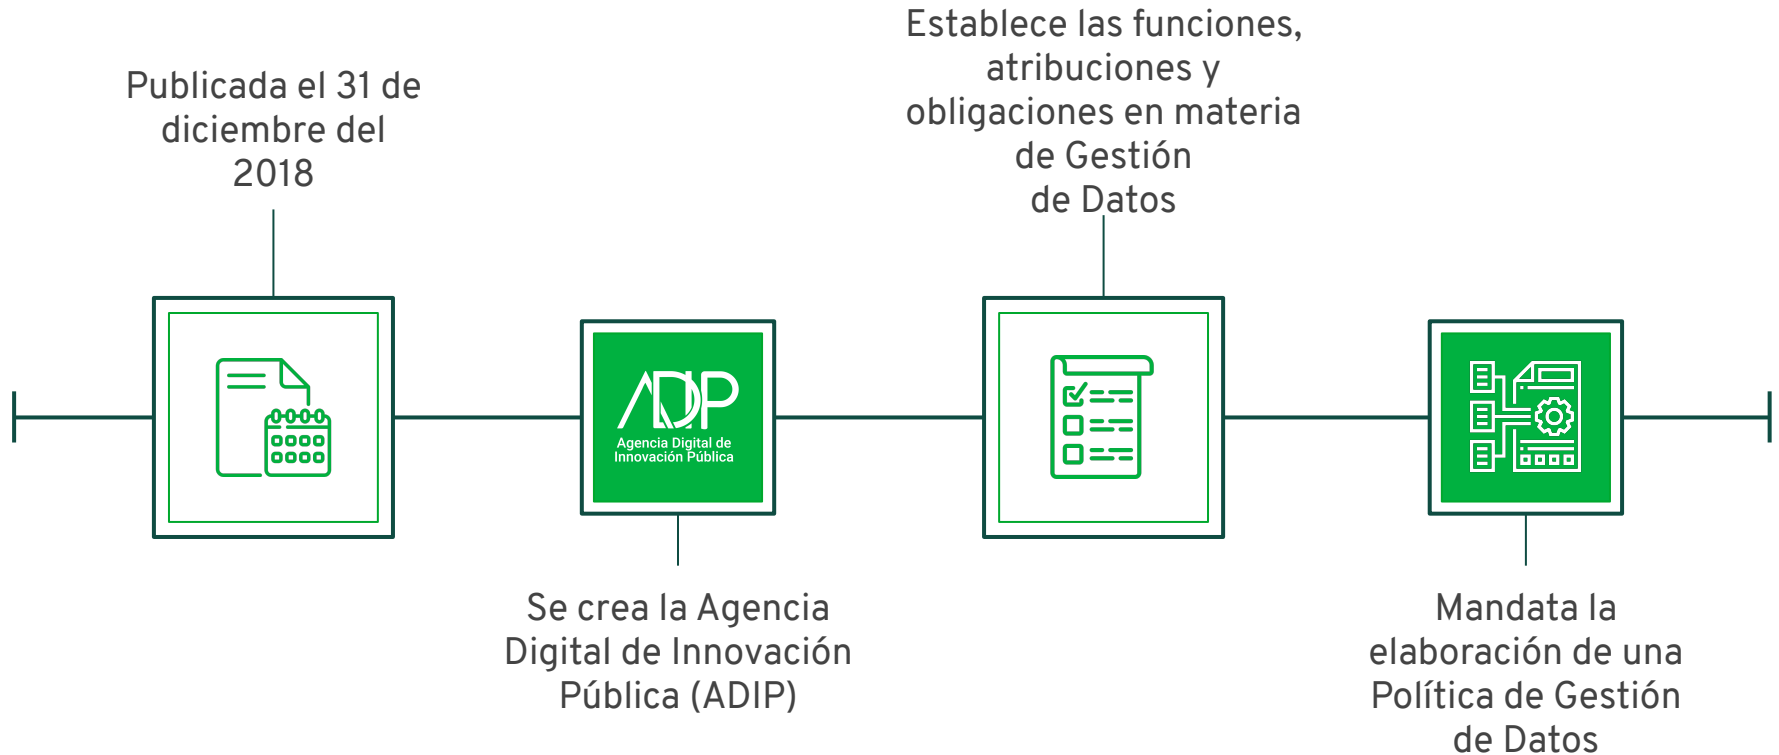 Publicada el 31 de
diciembre del
2018
ADIP
Agencia Digital de
Innovación Pública
Se crea la Agencia
Digital de Innovación
Pública (ADIP)
Establece las funciones,
atribuciones y
obligaciones en materia
de Gestión
de Datos
Mandata la
elaboración de una
Política de Gestión
de Datos